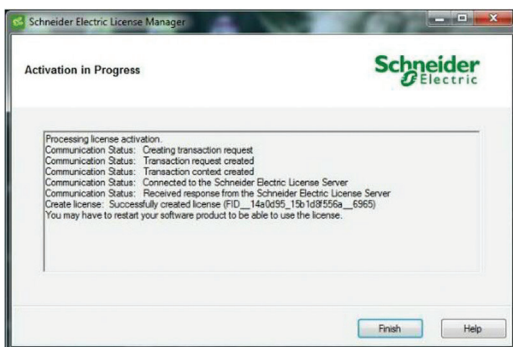 Schneider Electric License Manager
Activation in Progress
Schneider
Electric
Processing license activation.
Communication Status: Creating transaction request
Communication Status: Transaction request created
Communication Status: Transaction context created
Communication Status: Connected to the Schneider Electric License Server
Communication Status: Received response from the Schneider Electric License Server
Create license: Successfully created license (FID__14a0d95_15b1d8f556a__6965)
You may have to restart your software product to be able to use the license.
Finish
Help